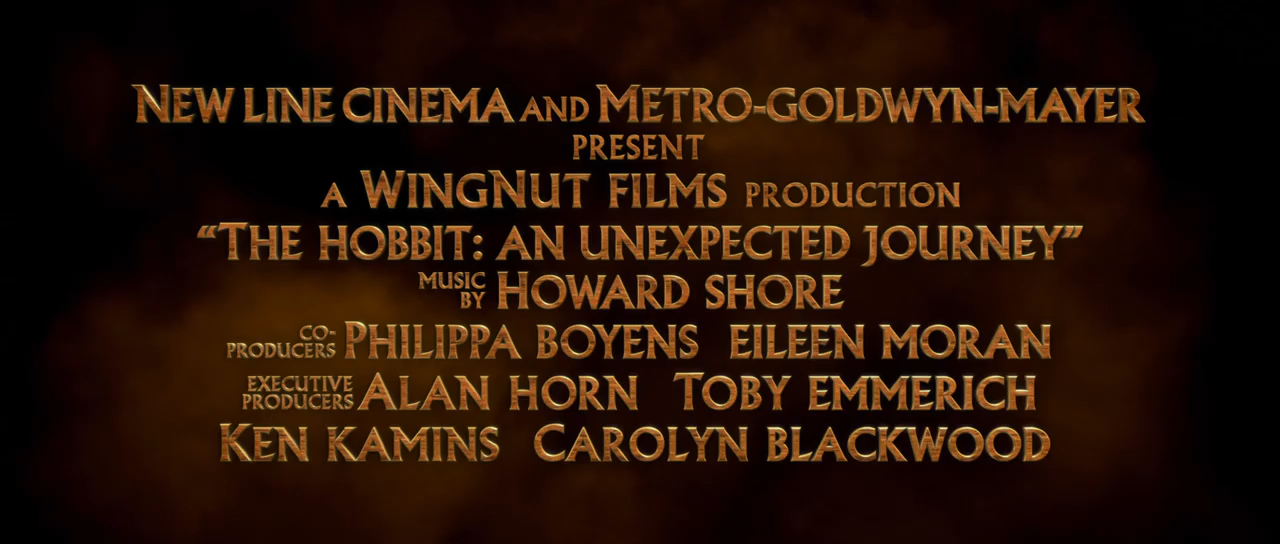 NEW LINE CINEMA AND METRO-GOLDWYN-MAYER
PRESENT
A WINGNUT FILMS PRODUCTION
“THE HOBBIT: AN UNEXPECTED JOURNEY”
MUSIC BY HOWARD SHORE
CO-PRODUCERS PHILIPPA BOYENS EILEEN MORAN
EXECUTIVE PRODUCERS ALAN HORN TOBY EMMERICH
KEN KAMINS CAROLYN BLACKWOOD